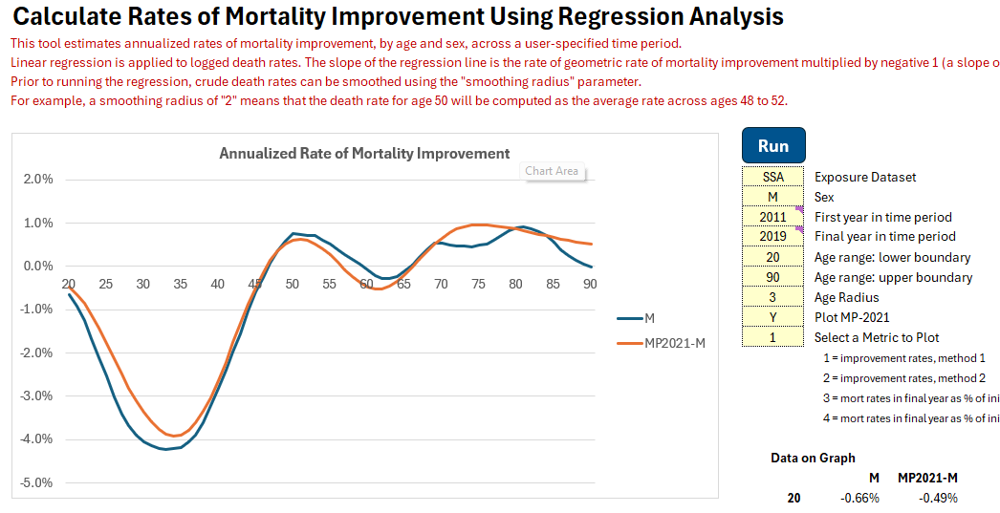 Calculate Rates of Mortality Improvement Using Regression Analysis
This tool estimates annualized rates of mortality improvement, by age and sex, across a user-specified time period.
Linear regression is applied to logged death rates. The slope of the regression line is the rate of geometric rate of mortality improvement multiplied by negative 1 (a slope o
Prior to running the regression, crude death rates can be smoothed using the "smoothing radius" parameter.
For example, a smoothing radius of "2" means that the death rate for age 50 will be computed as the average rate across ages 48 to 52.
Annualized Rate of Mortality Improvement
Chart Area
2.0%
1.0%
0.0%
20 25 30 35 40 45 50 55 60 65 70 75 80 85 90
-1.0%
-2.0%
-3.0%
-4.0%
-5.0%
M
MP2021-M
Run
SSA Exposure Dataset
M Sex
2011 First year in time period
2019 Final year in time period
20 Age range: lower boundary
90 Age range: upper boundary
3 Age Radius
Y Plot MP-2021
1 Select a Metric to Plot
1 = improvement rates, method 1
2 = improvement rates, method 2
3 = mort rates in final year as % of ini
4 = mort rates in final year as % of ini
Data on Graph
M MP2021-M
20 -0.66% -0.49%